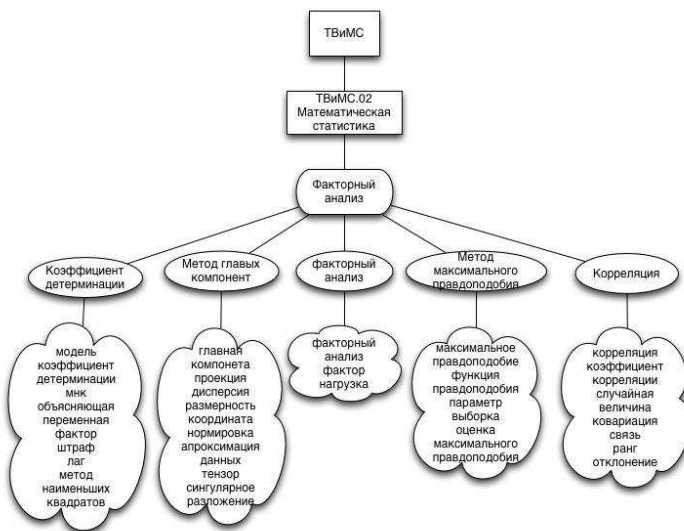 ТВиМС
ТВиМС.02
Математическая
статистика
Факторный
анализ
Коэффициент
детерминации
Метод главых
компонент
факторный
анализ
Метод
максимального
правдоподобия
Корреляция
модель
коэффициент
детерминации
мнк
объясняющая
переменная
фактор
штраф
лаг
метод
наименьших
квадратов
главная
компонета
проекция
дисперсия
размерность
координата
нормировка
апроксимация
данных
тензор
сингулярное
разложение
факторный
анализ
фактор
нагрузка
максимальное
правдоподобие
функция
правдоподобия
параметр
выборка
оценка
максимального
правдоподобия
корреляция
коэффициент
корреляции
случайная
величина
ковариация
связь
ранг
отклонение